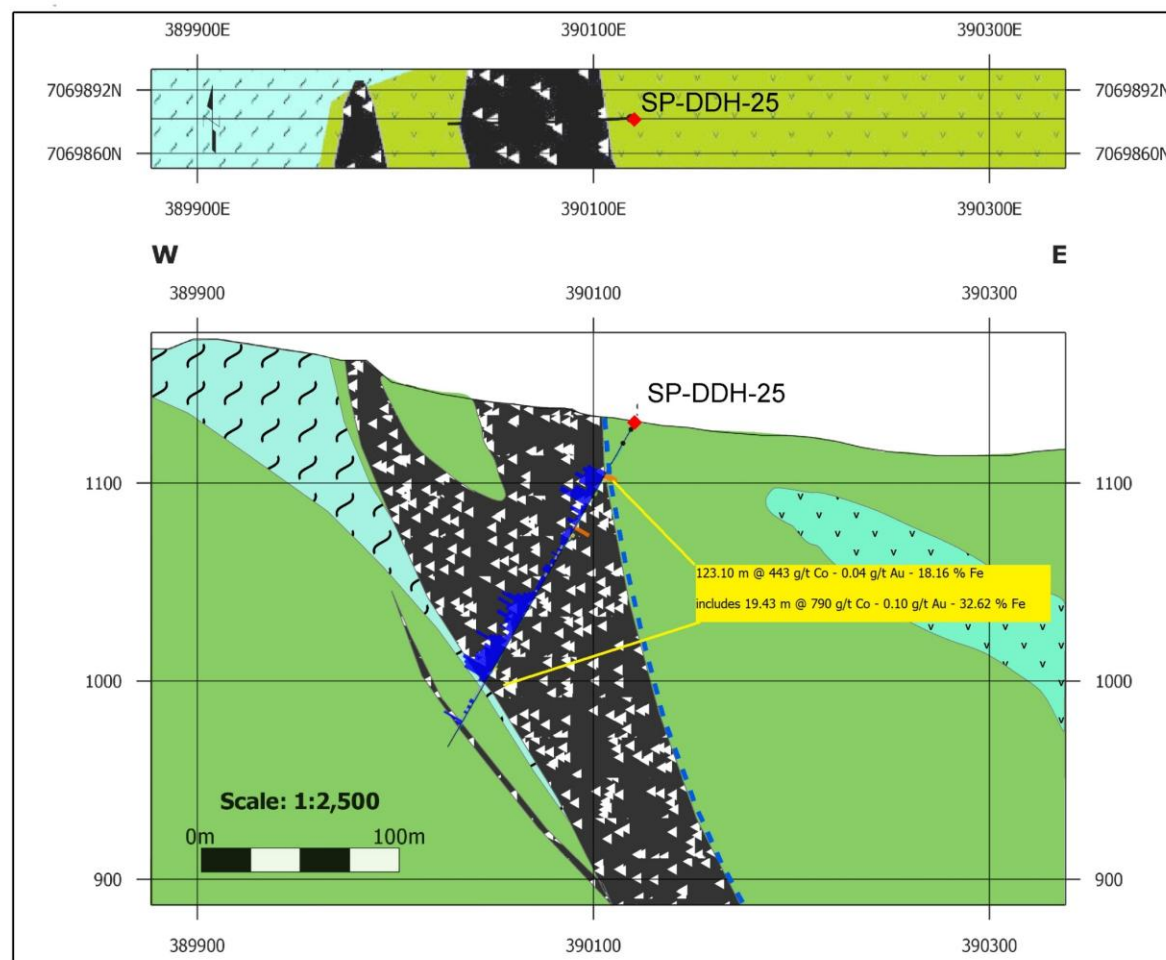 389900E 390100E 390300E
7069892N 7069892N
SP-DDH-25
7069860N 7069860N
389900E 390100E 390300E
W E
389900 390100 390300
SP-DDH-25
1100 1100
123.10 m @ 443 g/t Co - 0.04 g/t Au - 18.16 % Fe
includes 19.43 m @ 790 g/t Co - 0.10 g/t Au - 32.62 % Fe
1000 1000
Scale: 1:2,500
0m 100m
900 900
389900 390100 390300